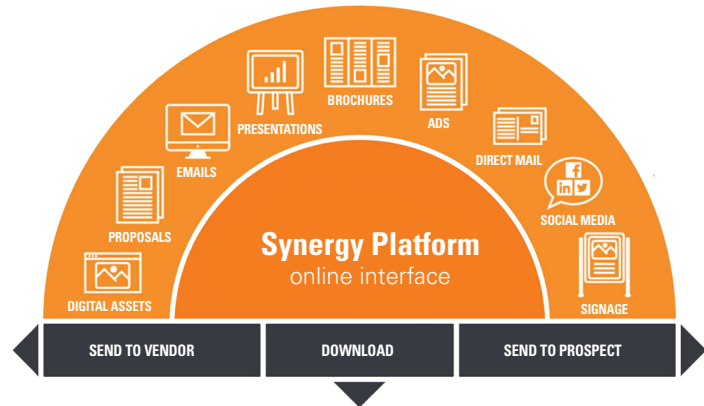 BROCHURES
PRESENTATIONS
ADS
EMAILS
DIRECT MAIL
PROPOSALS
SOCIAL MEDIA
DIGITAL ASSETS
SIGNAGE
f
in
Synergy Platform
online interface
SEND TO VENDOR
DOWNLOAD
SEND TO PROSPECT